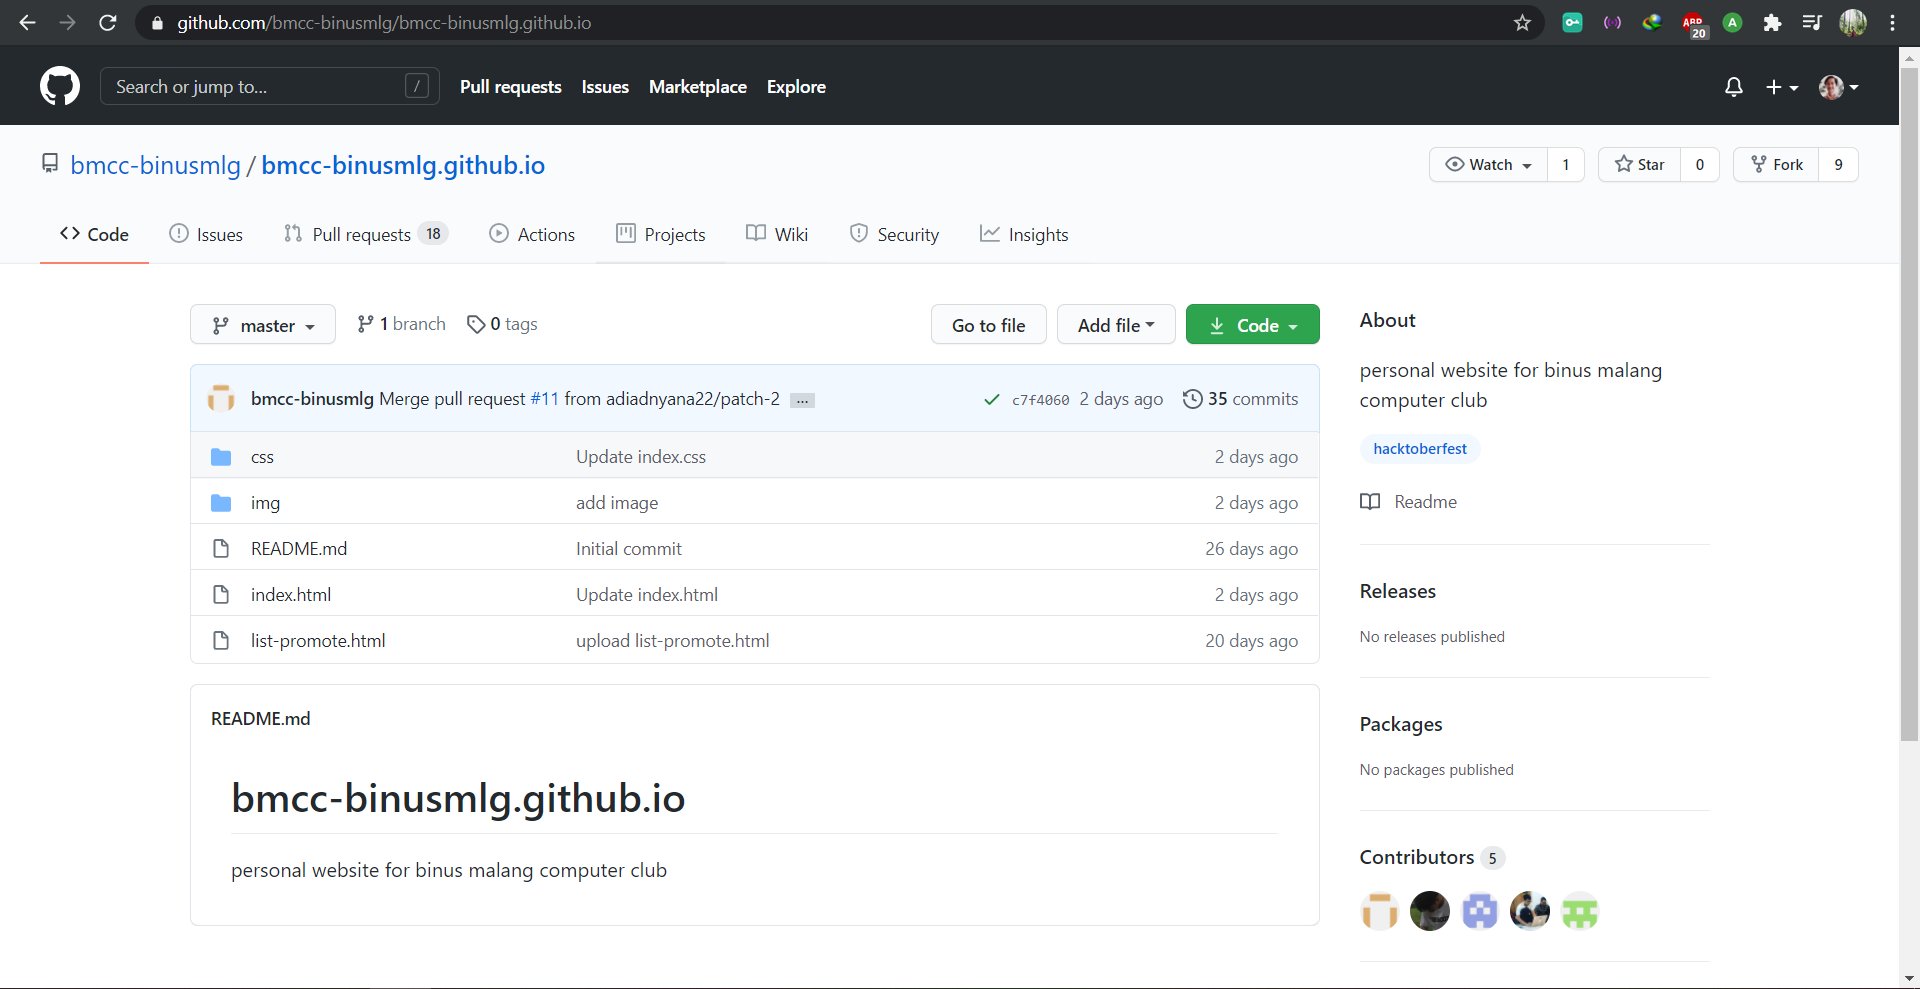 github.com/bmcc-binusmlg/bmcc-binusmlg.github.io
ABP 20 A
Search or jump to... / Pull requests Issues Marketplace Explore
bmcc-binusmlg / bmcc-binusmlg.github.io Watch 1 Star 0 Fork 9
Code Issues Pull requests 18 Actions Projects Wiki Security Insights
master 1 branch 0 tags Go to file Add file Code
bmcc-binusmlg Merge pull request #11 from adiadnyana22/patch-2 ... c7f4060 2 days ago 35 commits
css Update index.css 2 days ago
img add image 2 days ago
README.md Initial commit 26 days ago
index.html Update index.html 2 days ago
list-promote.html upload list-promote.html 20 days ago
README.md
bmcc-binusmlg.github.io
personal website for binus malang computer club
About
personal website for binus malang
computer club
hacktoberfest
Readme
Releases
No releases published
Packages
No packages published
Contributors 5